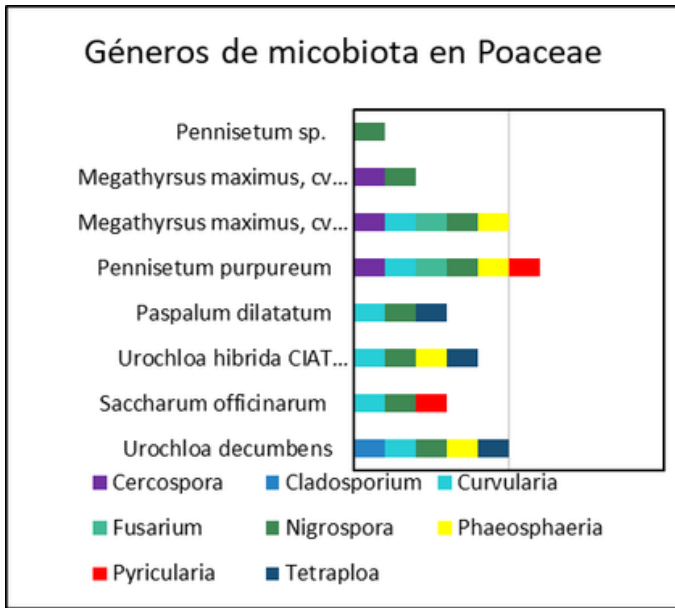 Géneros de micobiota en Poaceae
Pennisetum sp.
Megathyrsus maximus, cv...
Megathyrsus maximus, cv...
Pennisetum purpureum
Paspalum dilatatum
Urochloa hibrida CIAT...
Saccharum officinarum
Urochloa decumbens
Cercospora Cladosporium Curvularia
Fusarium Nigrospora Phaeosphaeria
Pyricularia Tetraploa